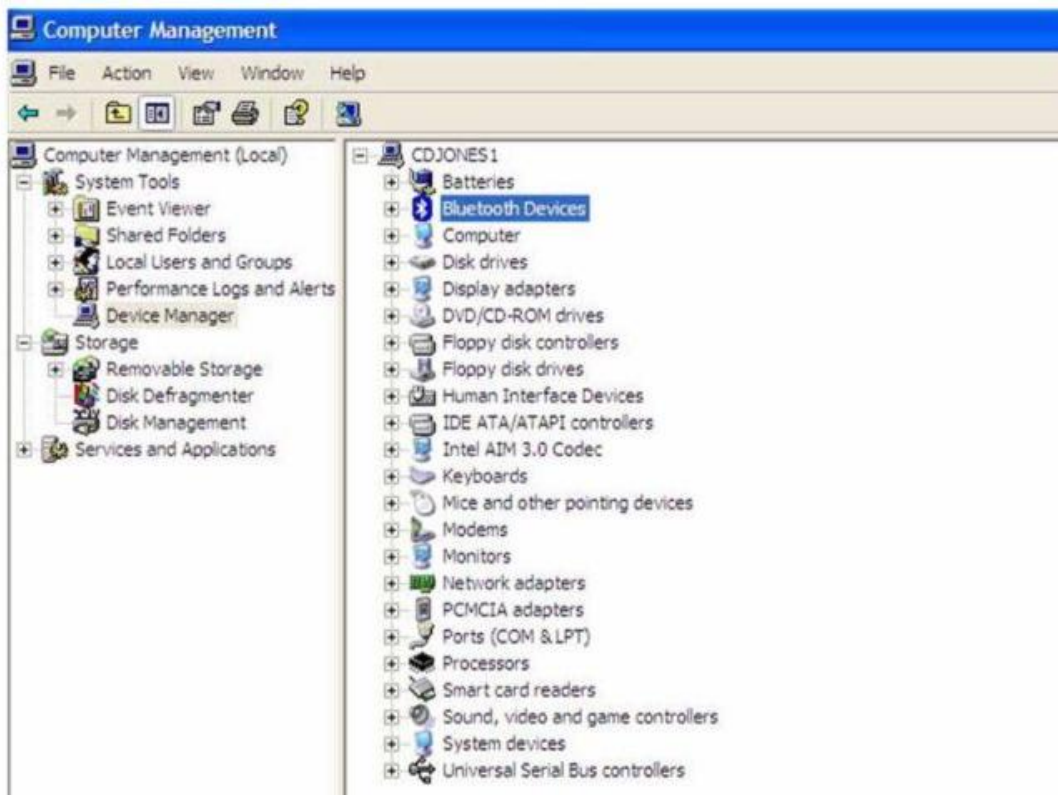 Computer Management
File Action View Window Help
Computer Management (Local)
System Tools
Event Viewer
Shared Folders
Local Users and Groups
Performance Logs and Alerts
Device Manager
Storage
Removable Storage
Disk Defragmenter
Disk Management
Services and Applications
CDJONES1
Batteries
Bluetooth Devices
Computer
Disk drives
Display adapters
DVD/CD-ROM drives
Floppy disk controllers
Floppy disk drives
Human Interface Devices
IDE ATA/ATAPI controllers
Intel AIM 3.0 Codec
Keyboards
Mice and other pointing devices
Modems
Monitors
Network adapters
PCMCIA adapters
Ports (COM & LPT)
Processors
Smart card readers
Sound, video and game controllers
System devices
Universal Serial Bus controllers